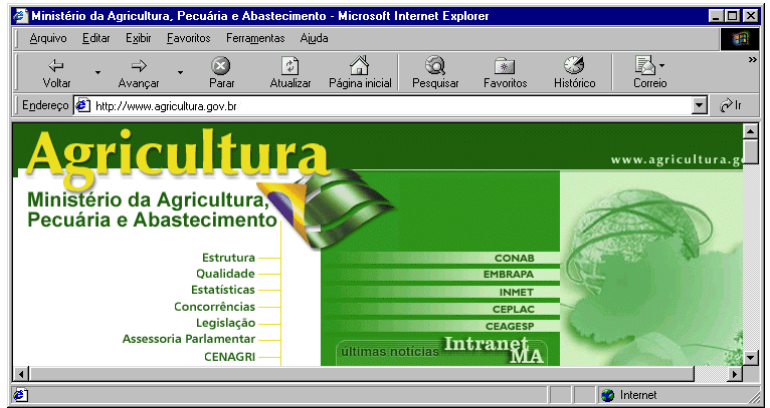 Ministério da Agricultura, Pecuária e Abastecimento - Microsoft Internet Explorer
Arquivo Editar Exibir Favoritos Ferramentas Ajuda
Voltar Avançar Parar Atualizar Página inicial Pesquisar Favoritos Histórico Correio »
Endereço http://www.agricultura.gov.br Ir
Agricultura
www.agricultura.g
Ministério da Agricultura,
Pecuária e Abastecimento
Estrutura
Qualidade
Estatísticas
Concorrências
Legislação
Assessoria Parlamentar
CENAGRI
CONAB
EMBRAPA
INMET
CEPLAC
CEAGESP
últimas notícias Intranet
MA
Internet